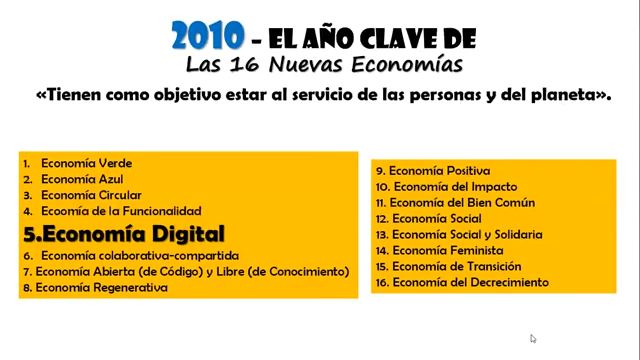 2010 - EL AÑO CLAVE DE
Las 16 Nuevas Economías
«Tienen como objetivo estar al servicio de las personas y del planeta».
1. Economía Verde
2. Economía Azul
3. Economía Circular
4. Ecoomía de la Funcionalidad
5.Economía Digital
6. Economía colaborativa-compartida
7. Economía Abierta (de Código) y Libre (de Conocimiento)
8. Economía Regenerativa
9. Economía Positiva
10. Economía del Impacto
11. Economía del Bien Común
12. Economía Social
13. Economía Social y Solidaria
14. Economía Feminista
15. Economía de Transición
16. Economía del Decrecimiento